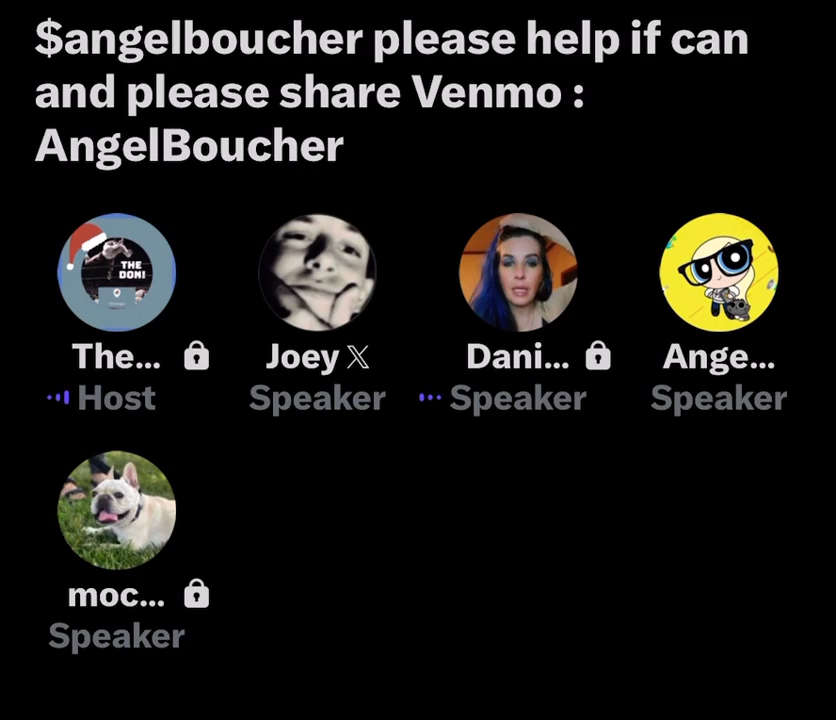 $angelboucher please help if can
and please share Venmo :
AngelBoucher
THE
DON!
The...
Joey X
Dani...
Ange...
Host
Speaker
Speaker
Speaker
moc...
Speaker